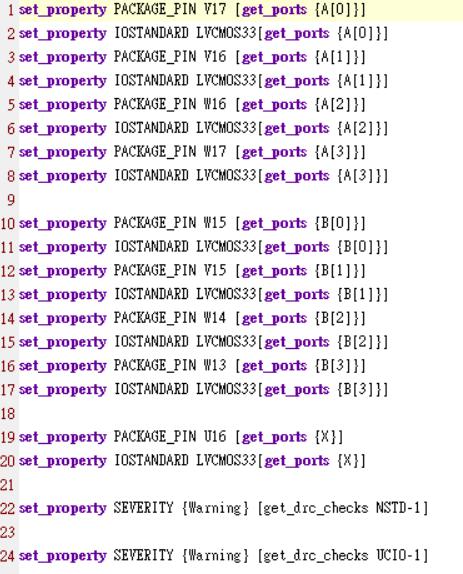 1 set_property PACKAGE_PIN V17 [get_ports {A[0]}]
2 set_property IOSTANDARD LVCMOS33[get_ports {A[0]}]
3 set_property PACKAGE_PIN V16 [get_ports {A[1]}]
4 set_property IOSTANDARD LVCMOS33[get_ports {A[1]}]
5 set_property PACKAGE_PIN W16 [get_ports {A[2]}]
6 set_property IOSTANDARD LVCMOS33[get_ports {A[2]}]
7 set_property PACKAGE_PIN W17 [get_ports {A[3]}]
8 set_property IOSTANDARD LVCMOS33[get_ports {A[3]}]
9
10 set_property PACKAGE_PIN W15 [get_ports {B[0]}]
11 set_property IOSTANDARD LVCMOS33[get_ports {B[0]}]
12 set_property PACKAGE_PIN V15 [get_ports {B[1]}]
13 set_property IOSTANDARD LVCMOS33[get_ports {B[1]}]
14 set_property PACKAGE_PIN W14 [get_ports {B[2]}]
15 set_property IOSTANDARD LVCMOS33[get_ports {B[2]}]
16 set_property PACKAGE_PIN W13 [get_ports {B[3]}]
17 set_property IOSTANDARD LVCMOS33[get_ports {B[3]}]
18
19 set_property PACKAGE_PIN U16 [get_ports {X}]
20 set_property IOSTANDARD LVCMOS33[get_ports {X}]
21
22 set_property SEVERITY {Warning} [get_drc_checks NSTD-1]
23
24 set_property SEVERITY {Warning} [get_drc_checks UCIO-1]